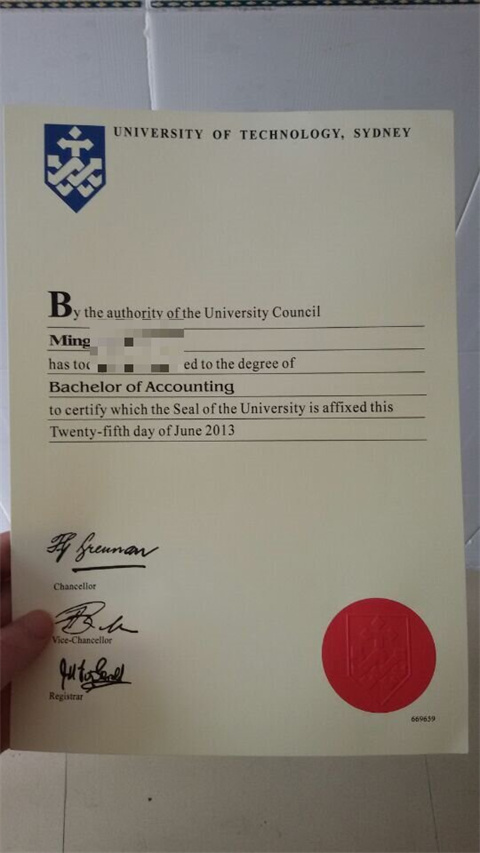 UNIVERSITY OF TECHNOLOGY, SYDNEY
By the authority of the University Council
Ming
has ed to the degree of
Bachelor of Accounting
to certify which the Seal of the University is affixed this
Twenty-fifth day of June 2013
Chancellor
Vice-Chancellor
Registrar
669639